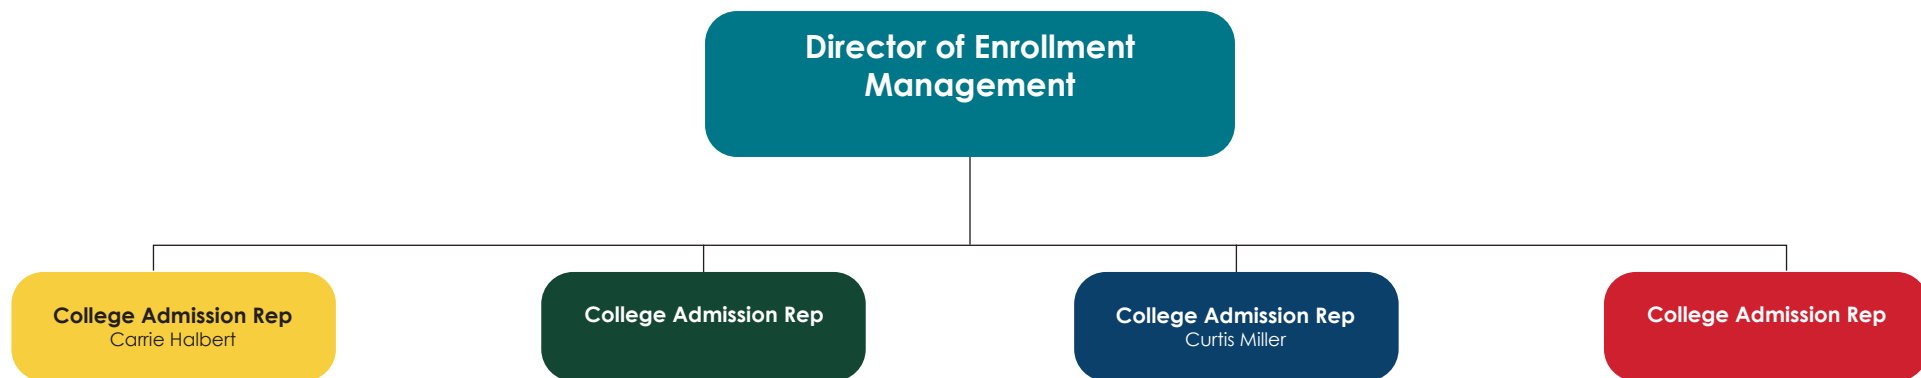 Director of Enrollment
Management
College Admission Rep
Carrie Halbert
College Admission Rep
College Admission Rep
Curtis Miller
College Admission Rep